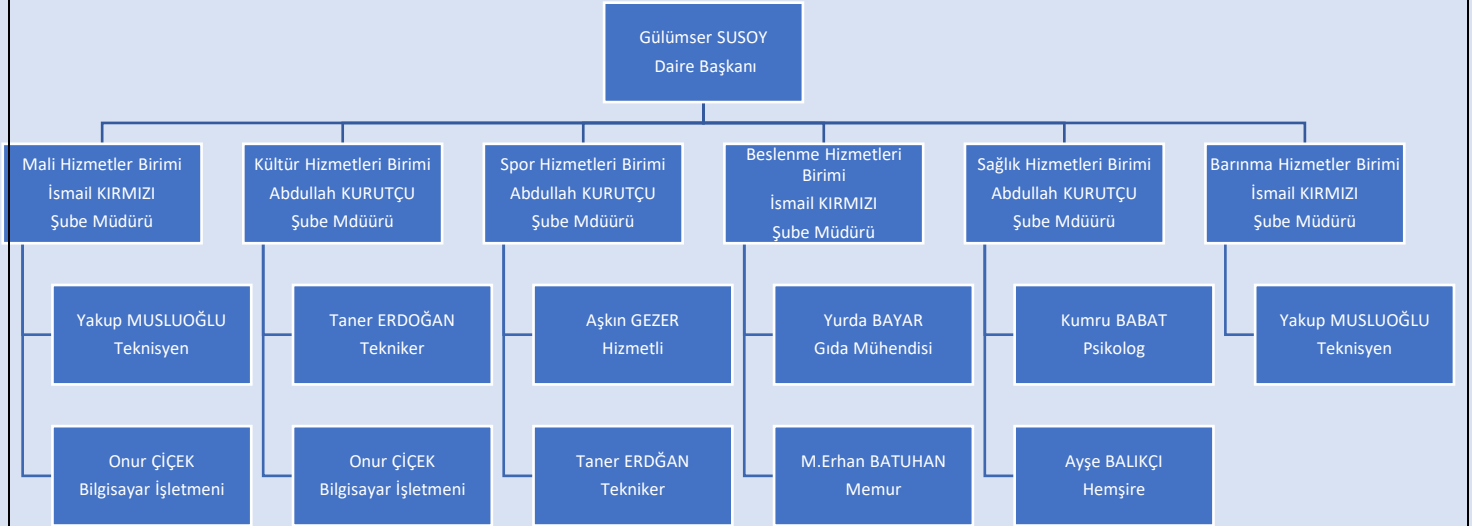 Gülümser SUSOY
Daire Başkanı
Mali Hizmetler Birimi
İsmail KIRMIZI
Şube Müdürü
Kültür Hizmetleri Birimi
Abdullah KURUTÇU
Şube Mdüürü
Spor Hizmetleri Birimi
Abdullah KURUTÇU
Şube Mdüürü
Beslenme Hizmetleri
Birimi
İsmail KIRMIZI
Şube Müdürü
Sağlık Hizmetleri Birimi
Abdullah KURUTÇU
Şube Mdüürü
Barınma Hizmetler Birimi
İsmail KIRMIZI
Şube Müdürü
Yakup MUSLUOĞLU
Teknisyen
Taner ERDOĞAN
Tekniker
Aşkın GEZER
Hizmetli
Yurda BAYAR
Gıda Mühendisi
Kumru BABAT
Psikolog
Yakup MUSLUOĞLU
Teknisyen
Onur ÇİÇEK
Bilgisayar İşletmeni
Onur ÇİÇEK
Bilgisayar İşletmeni
Taner ERDĞAN
Tekniker
M.Erhan BATUHAN
Memur
Ayşe BALIKÇI
Hemşire